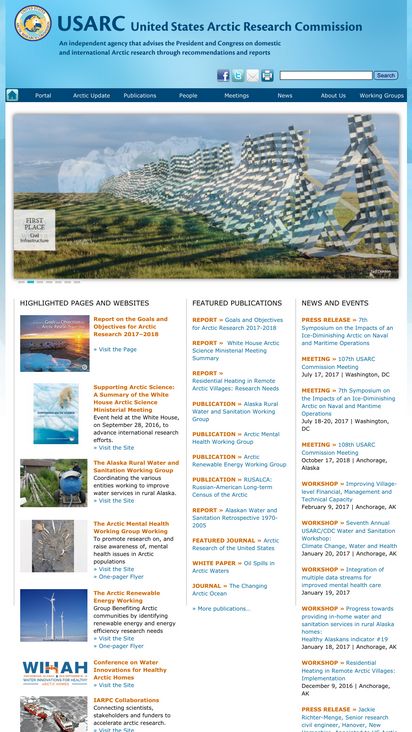 USARC United States Arctic Research Commission
An independent agency that advises the President and Congress on domestic
and international Arctic research through recommendations and reports
Search
Portal Arctic Update Publications People Meetings News About Us Working Groups
FIRST
PLACE
Civil
Infrastructure
HIGHLIGHTED PAGES AND WEBSITES
Report on the Goals and
Objectives for Arctic
Research 2017–2018
» Visit the Page
Supporting Arctic Science:
A Summary of the White
House Arctic Science
Ministerial Meeting
Event held at the White House,
on September 28, 2016, to
advance international research
efforts.
» Visit the Site
The Alaska Rural Water and
Sanitation Working Group
Coordinating the various
entities working to improve
water services in rural Alaska.
» Visit the Site
The Arctic Mental Health
Working Group Working
To promote research on, and
raise awareness of, mental
health issues in Arctic
populations
» Visit the Site
» One-pager Flyer
The Arctic Renewable
Energy Working
Group Benefiting Arctic
communities by identifying
renewable energy and energy
efficiency research needs
» Visit the Site
» One-pager Flyer
WIHAH
WATER INNOVATIONS FOR HEALTHY
ARCTIC HOMES
Conference on Water
Innovations for Healthy
Arctic Homes
» Visit the Site
IARPC Collaborations
Connecting scientists,
stakeholders and funders to
accelerate arctic research.
FEATURED PUBLICATIONS
REPORT » Goals and Objectives
for Arctic Research 2017-2018
REPORT » White House Arctic
Science Ministerial Meeting
Summary
REPORT »
Residential Heating in Remote
Arctic Villages: Research Needs
PUBLICATION » Alaska Rural
Water and Sanitation Working
Group
PUBLICATION » Arctic
Mental Health Working Group
PUBLICATION » Arctic
Renewable Energy Working Group
PUBLICATION » RUSALCA:
Russian-American Long-term
Census of the Arctic
REPORT » Alaskan Water and
Sanitation Retrospective 1970-
2005
FEATURED JOURNAL » Arctic
Research of the United States
WHITE PAPER » Oil Spills in
Arctic Waters
JOURNAL » The Changing
Arctic Ocean
» More publications...
NEWS AND EVENTS
PRESS RELEASE » 7th
Symposium on the Impacts of an
Ice-Diminishing Arctic on Naval
and Maritime Operations
MEETING » 107th USARC
Commission Meeting
July 17, 2017 | Washington, DC
MEETING » 7th Symposium on
the Impacts of an Ice-Diminishing
Arctic on Naval and Maritime
Operations
July 18-20, 2017 | Washington,
DC
MEETING » 108th USARC
Commission Meeting
October 17, 2018 | Anchorage,
Alaska
WORKSHOP » Improving Village-
level Financial, Management and
Technical Capacity
February 9, 2017 | Anchorage, AK
WORKSHOP » Seventh Annual
USARC/CDC Water and Sanitation
Workshop:
Climate Change, Water and Health
January 20, 2017 | Anchorage, AK
WORKSHOP » Integration of
multiple data streams for
improved mental health care
January 19, 2017
WORKSHOP » Progress towards
providing in-home water and
sanitation services in rural Alaska
homes:
Healthy Alaskans indicator #19
January 18, 2017 | Anchorage, AK
WORKSHOP » Residential
Heating in Remote Arctic Villages:
Implementation
December 9, 2016 | Anchorage,
AK
PRESS RELEASE » Jackie
Richter-Menge, Senior research
civil engineer, Hanover, New